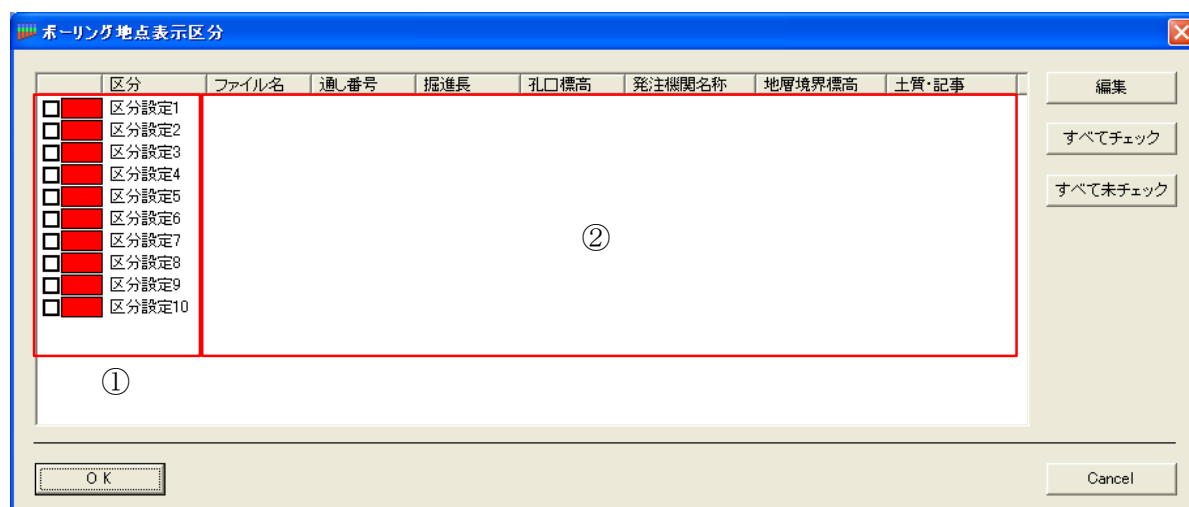 ボーリング地点表示区分
区分 ファイル名 通し番号 掘進長 孔口標高 発注機関名称 地層境界標高 土質・記事
編集
区分設定1
区分設定2
すべてチェック
区分設定3
区分設定4
すべて未チェック
区分設定5
区分設定6
区分設定7
②
区分設定8
区分設定9
区分設定10
①
OK
Cancel